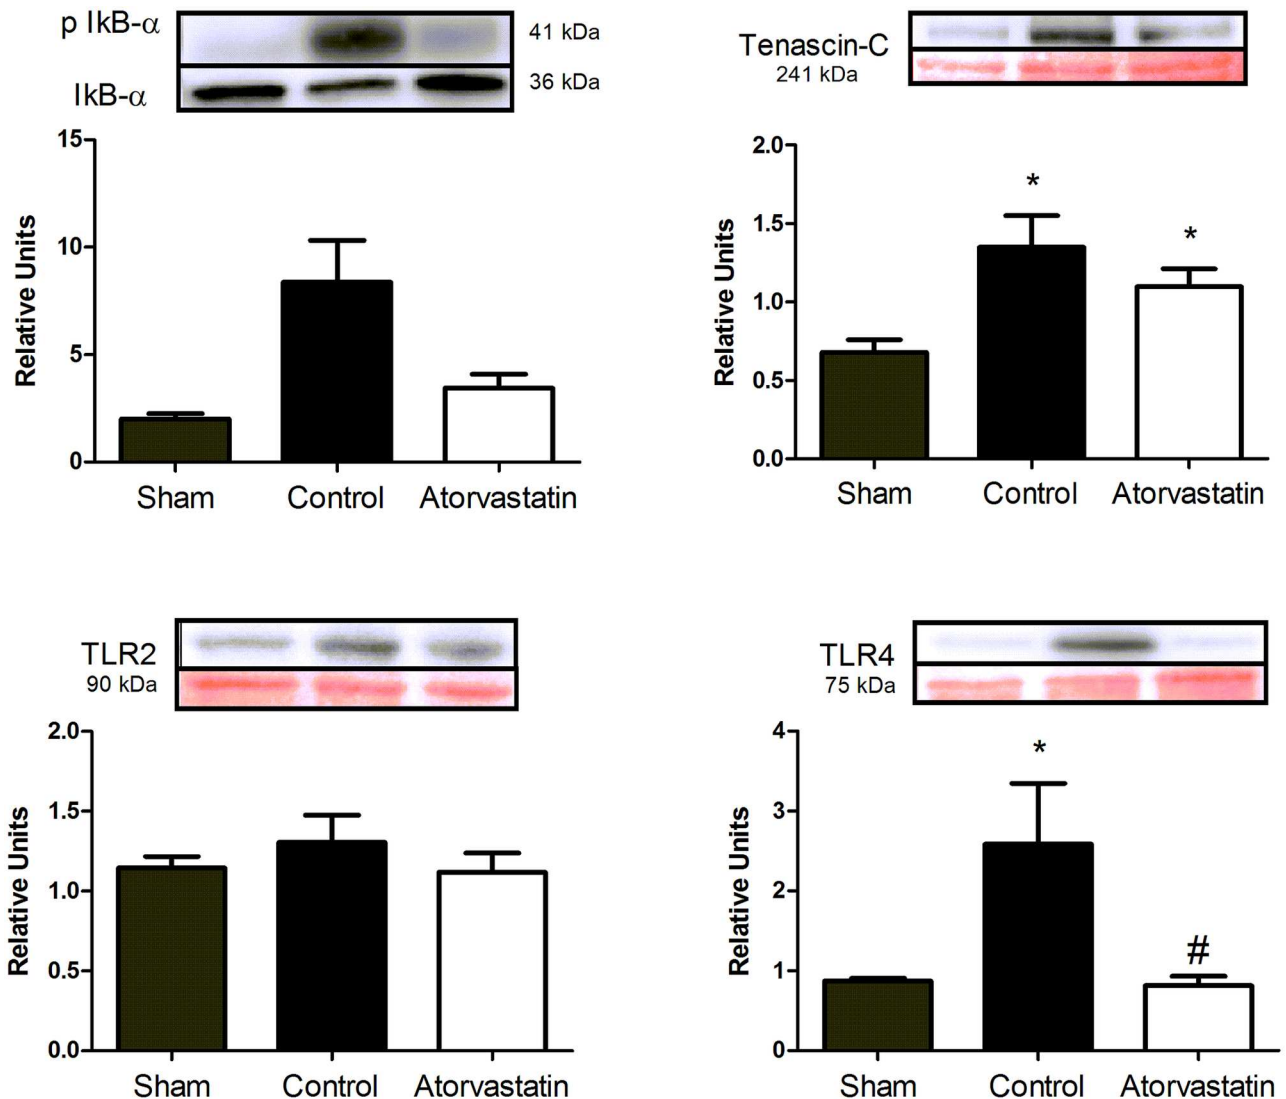 p IkB-α
41 kDa
IkB-α
36 kDa
Relative Units
15
10
5
0
Sham Control Atorvastatin
Tenascin-C
241 kDa
Relative Units
2.0
1.5
1.0
0.5
0.0
*
*
Sham Control Atorvastatin
TLR2
90 kDa
Relative Units
2.0
1.5
1.0
0.5
0.0
Sham Control Atorvastatin
TLR4
75 kDa
Relative Units
4
3
2
1
0
*
#
Sham Control Atorvastatin